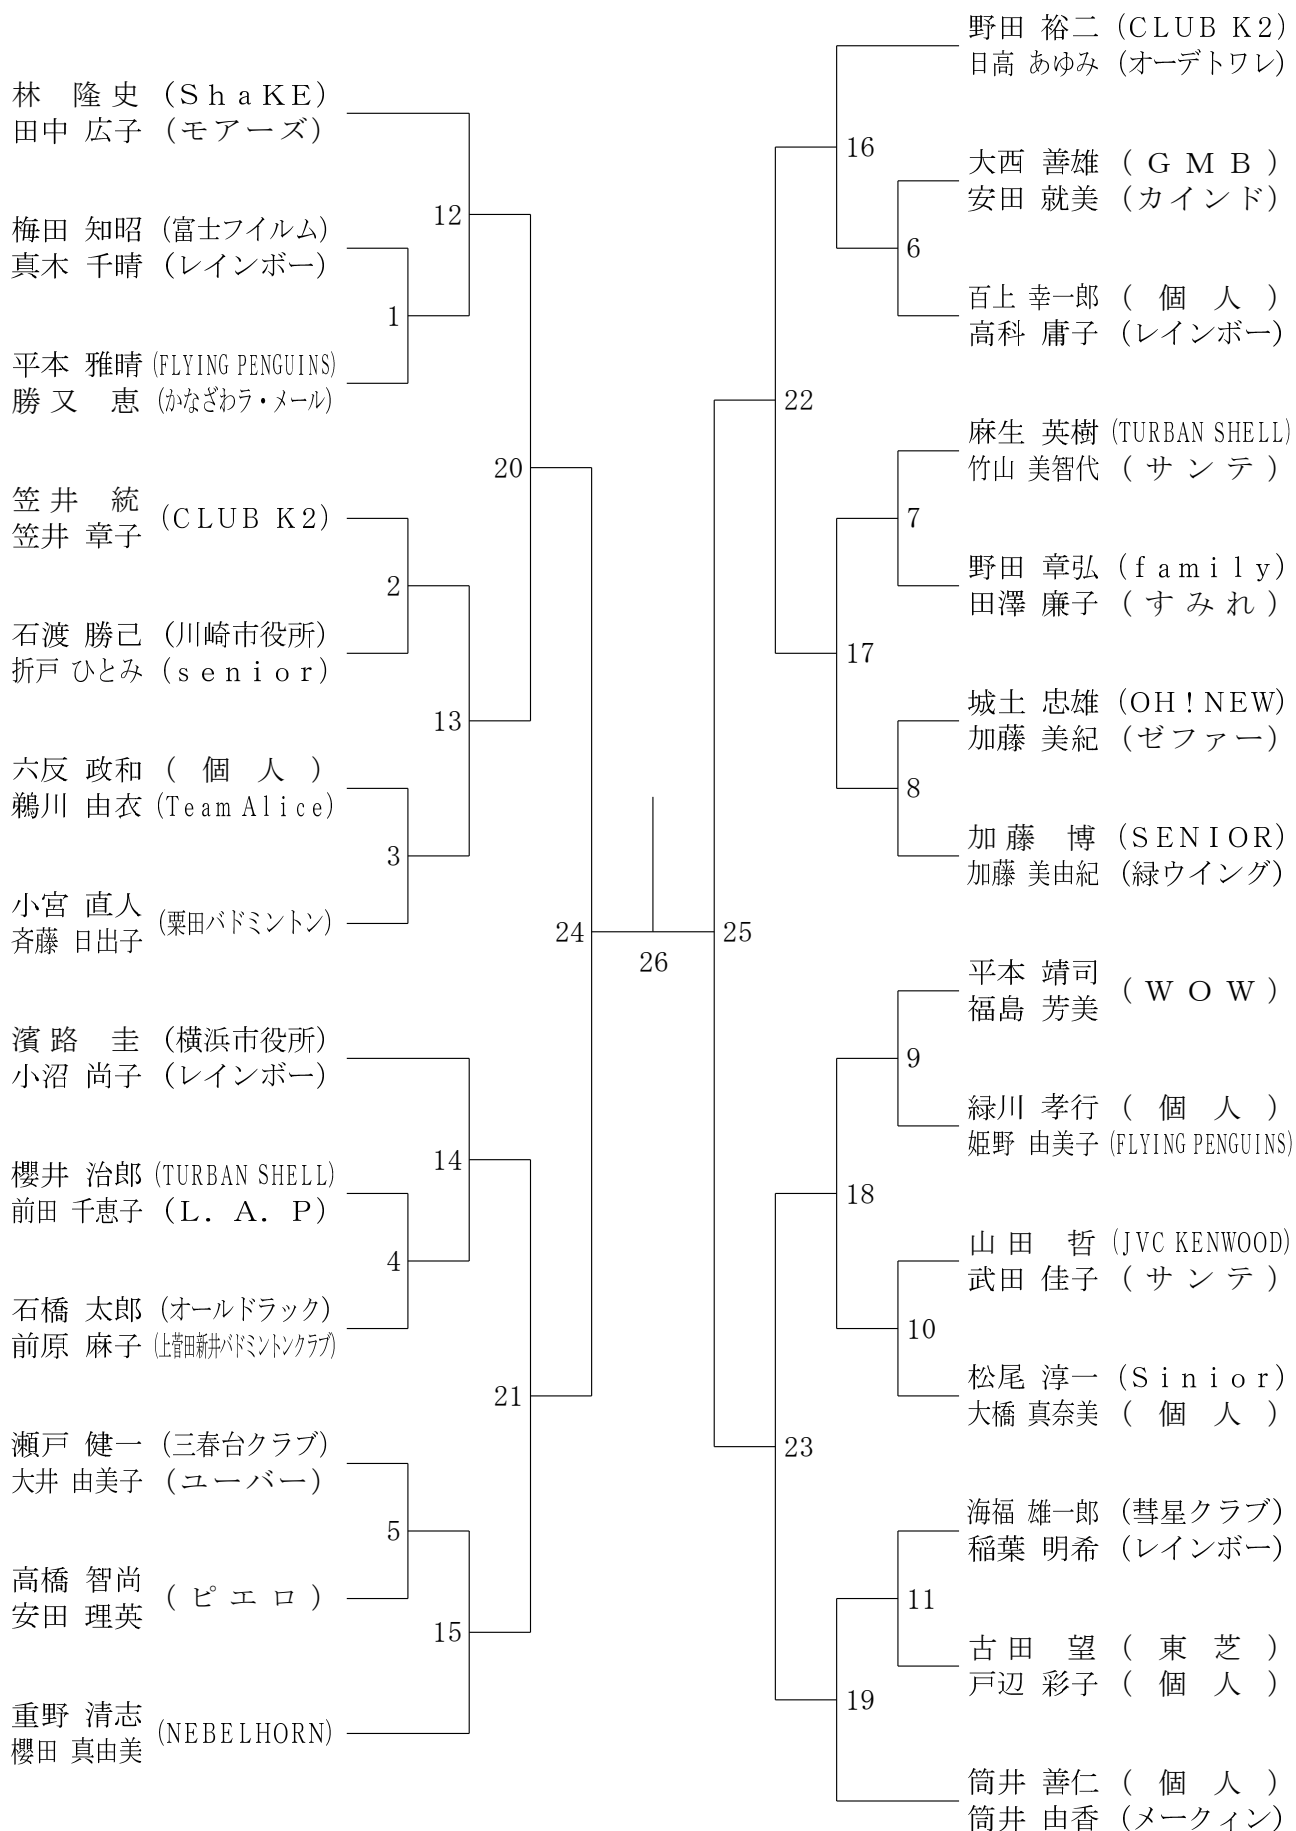 林　隆史 (ShaKE)
田中 広子 (モアーズ)
12
梅田 知昭 (富士フイルム)
真木 千晴 (レインボー)
1
平本 雅晴 (FLYING PENGUINS)
勝又　恵 (かなざわラ・メール)
20
笠井　統
笠井 章子
(CLUB K2)
2
石渡 勝己 (川崎市役所)
折戸 ひとみ (senior)
13
六反 政和 (個人)
鵜川 由衣 (Team Alice)
3
小宮 直人
斉藤 日出子
(粟田バドミントン)
24
濱路　圭 (横浜市役所)
小沼 尚子 (レインボー)
14
櫻井 治郎 (TURBAN SHELL)
前田 千恵子 (L. A. P)
4
石橋 太郎 (オールドラック)
前原 麻子 (上菅田新井バドミントンクラブ)
21
瀬戸 健一 (三春台クラブ)
大井 由美子 (ユーバー)
5
高橋 智尚
安田 理英
(ピエロ)
15
重野 清志
櫻田 真由美
(NEBELHORN)
26
野田 裕二 (CLUB K2)
日高 あゆみ (オーデトワレ)
16
大西 善雄 (GMB)
安田 就美 (カインド)
6
百上 幸一郎 (個人)
高科 庸子 (レインボー)
22
麻生 英樹 (TURBAN SHELL)
竹山 美智代 (サンテ)
7
野田 章弘 (family)
田澤 廉子 (すみれ)
17
城土 忠雄 (OH!NEW)
加藤 美紀 (ゼファー)
8
加藤　博 (SENIOR)
加藤 美由紀 (緑ウイング)
25
平本 靖司
福島 芳美
(WOW)
9
緑川 孝行 (個人)
姫野 由美子 (FLYING PENGUINS)
18
山田　哲 (JVC KENWOOD)
武田 佳子 (サンテ)
10
松尾 淳一 (Sinior)
大橋 真奈美 (個人)
23
海福 雄一郎 (彗星クラブ)
稲葉 明希 (レインボー)
11
古田　望 (東芝)
戸辺 彩子 (個人)
19
筒井 善仁 (個人)
筒井 由香 (メークィン)